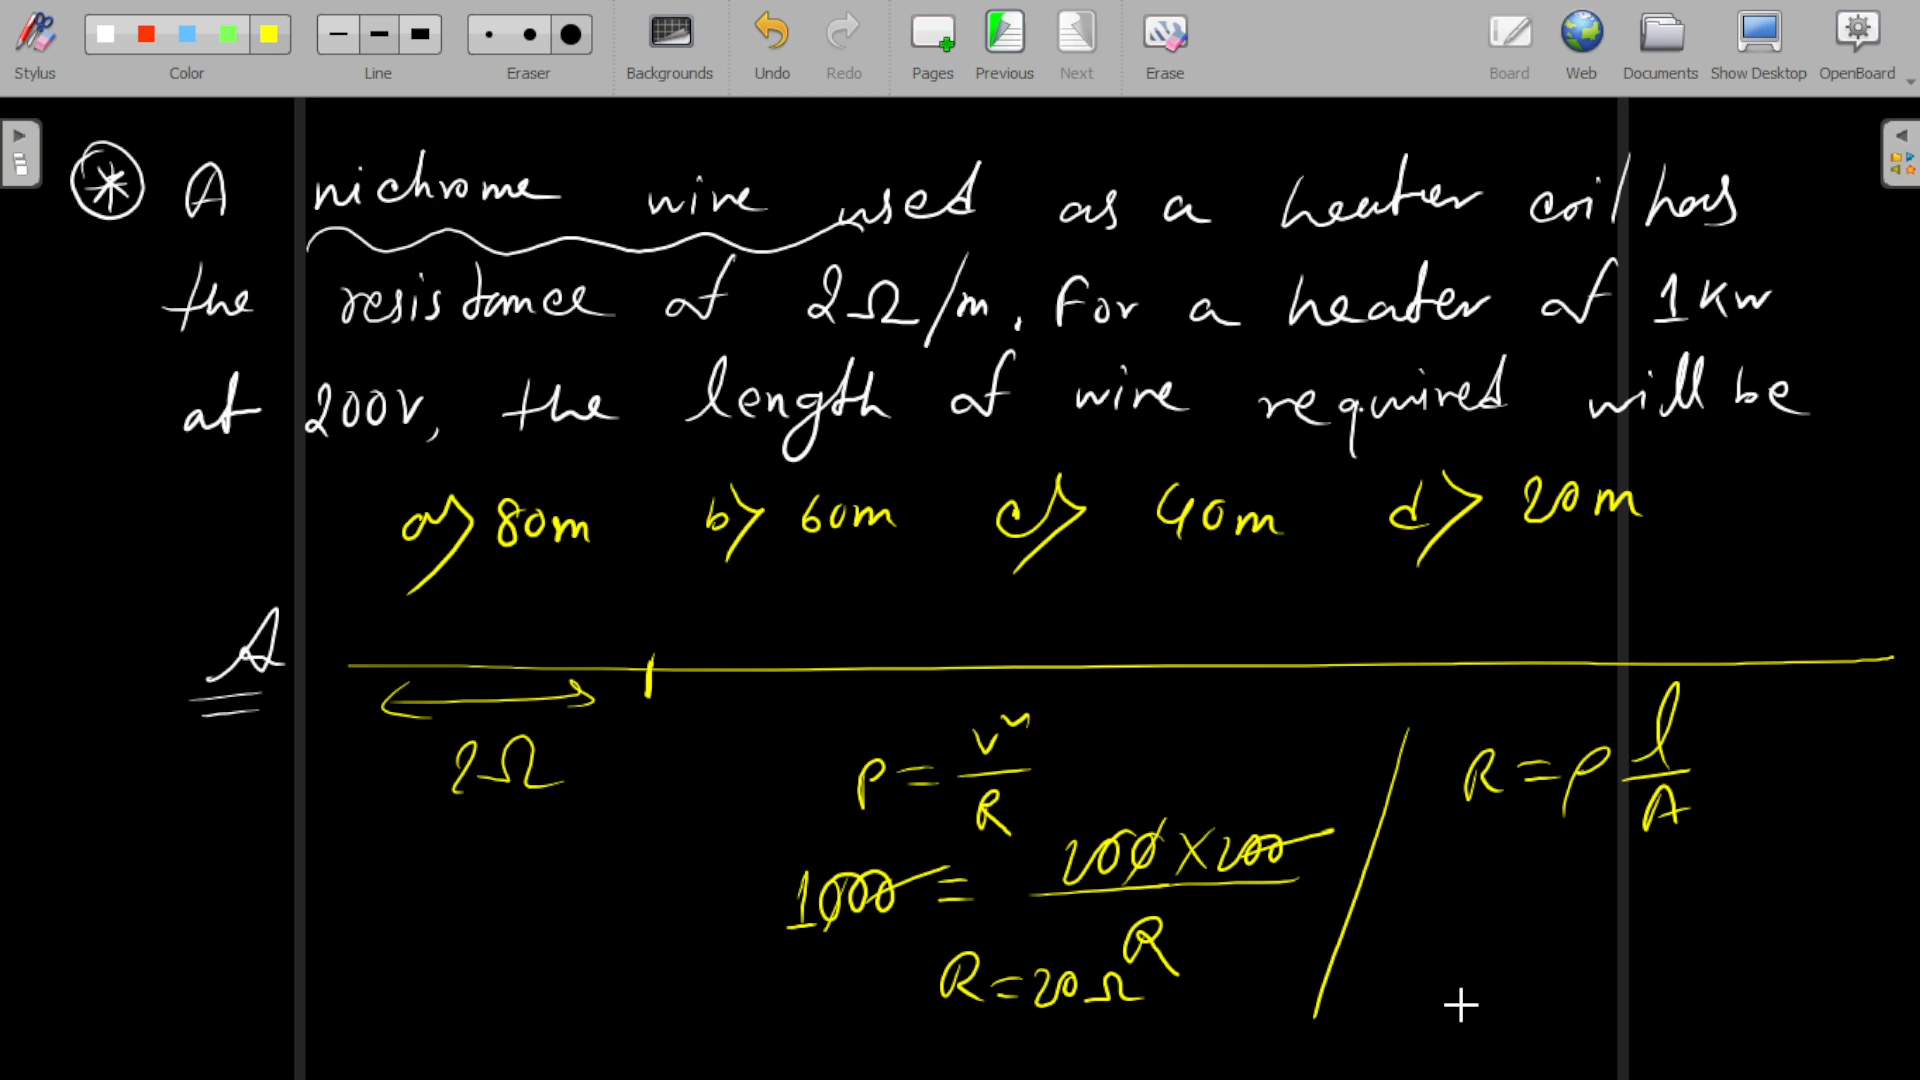 Stylus Color Line Eraser Backgrounds Undo Redo Pages Previous Next Erase Board Web Documents Show Desktop OpenBoard
* A nichrome wire used as a heater coil has
the resistance of 2Ω/m. For a heater of 1Kw
at 200V, the length of wire required will be
a> 80m b> 60m c> 40m d> 20m
A
2Ω
P = V²/R
1000 = 200 × 200 / R
R = 20Ω
R = ρ l/A